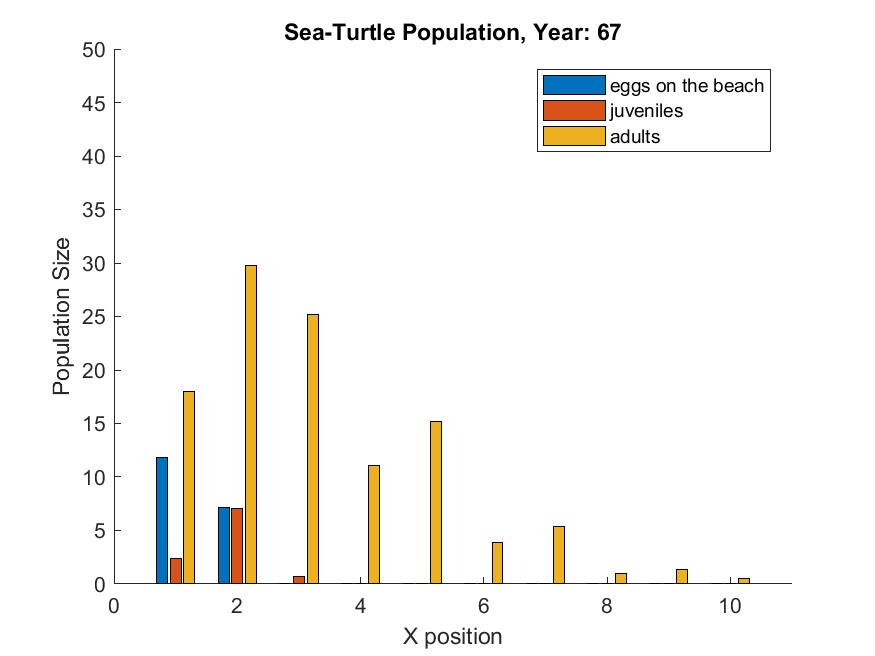 Sea-Turtle Population, Year: 67
eggs on the beach
juveniles
adults
50
45
40
35
30
25
20
15
10
5
0
Population Size
0 2 4 6 8 10
X position